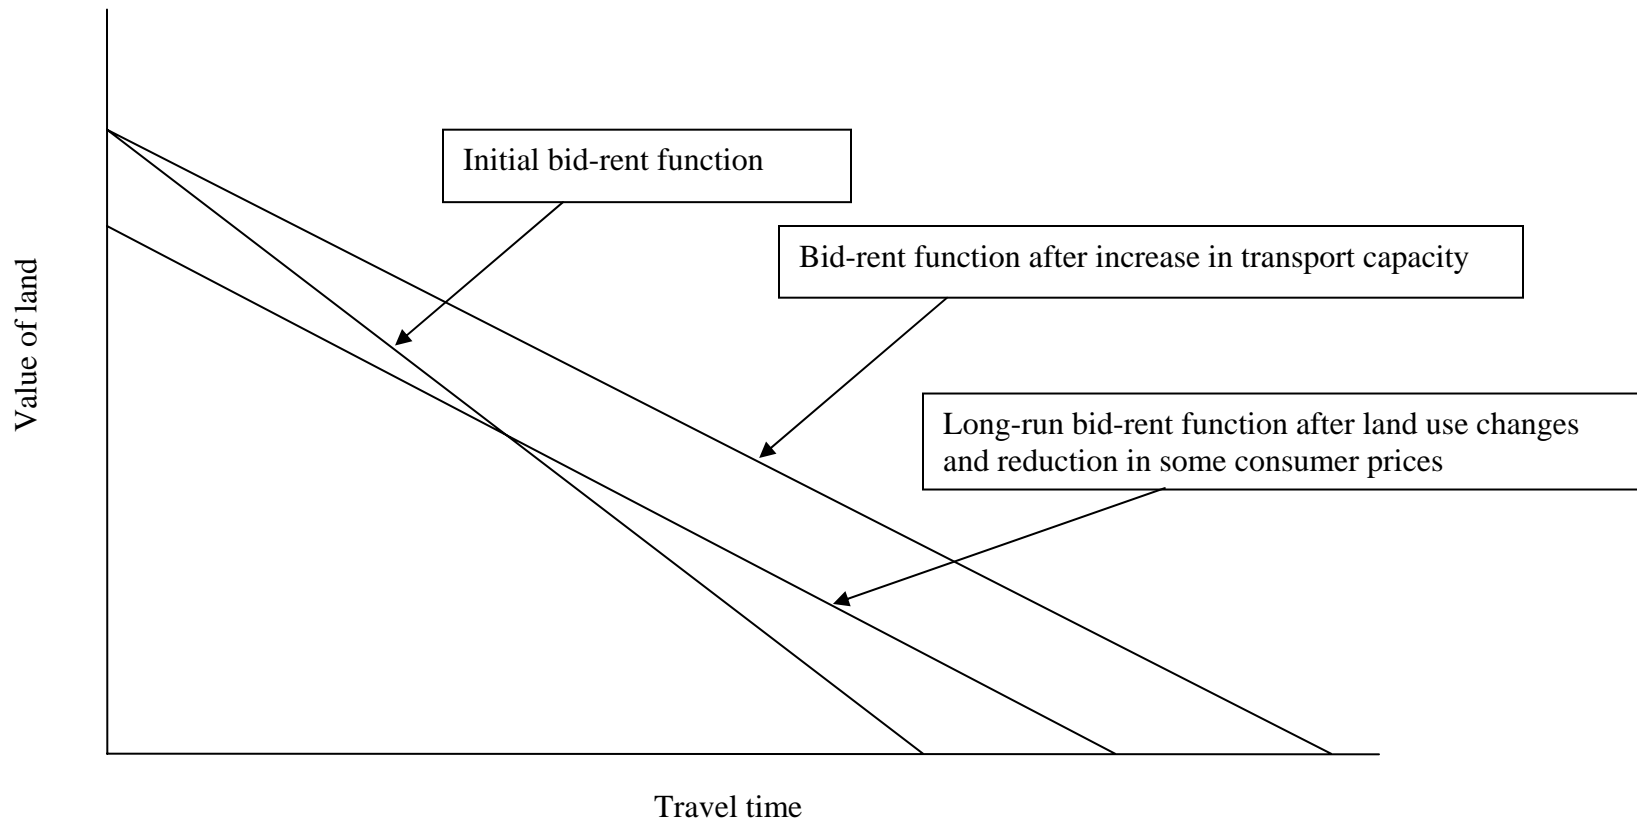 Initial bid-rent function
Bid-rent function after increase in transport capacity
Value of land
Long-run bid-rent function after land use changes
and reduction in some consumer prices
Travel time